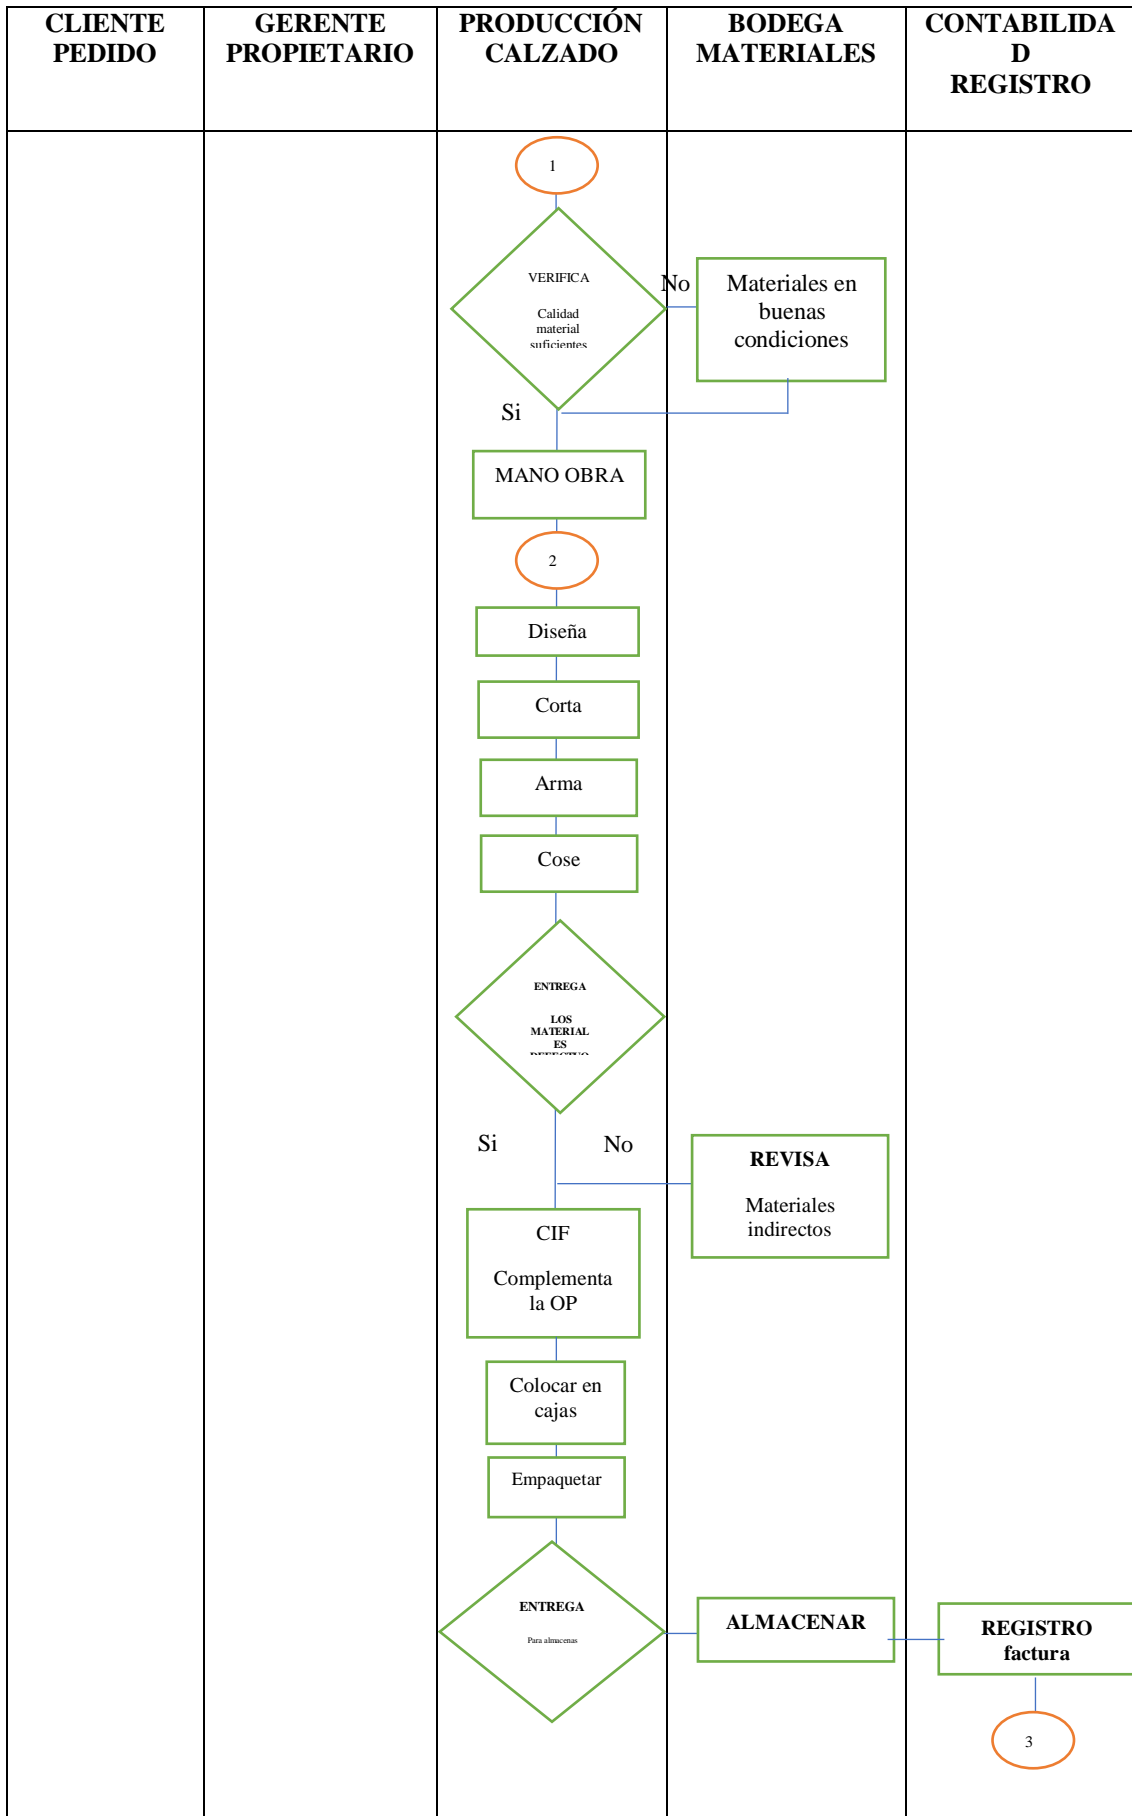 CLIENTE
PEDIDO
GERENTE
PROPIETARIO
PRODUCCIÓN
CALZADO
BODEGA
MATERIALES
CONTABILIDA
D
REGISTRO
1
VERIFICA
Calidad
material
suficientes
No
Materiales en
buenas
condiciones
Si
MANO OBRA
2
Diseña
Corta
Arma
Cose
ENTREGA
LOS
MATERIAL
ES
DEFECTUO
Si
No
REVISA
Materiales
indirectos
CIF
Complementa
la OP
Colocar en
cajas
Empaquetar
ENTREGA
Para almacenas
ALMACENAR
REGISTRO
factura
3